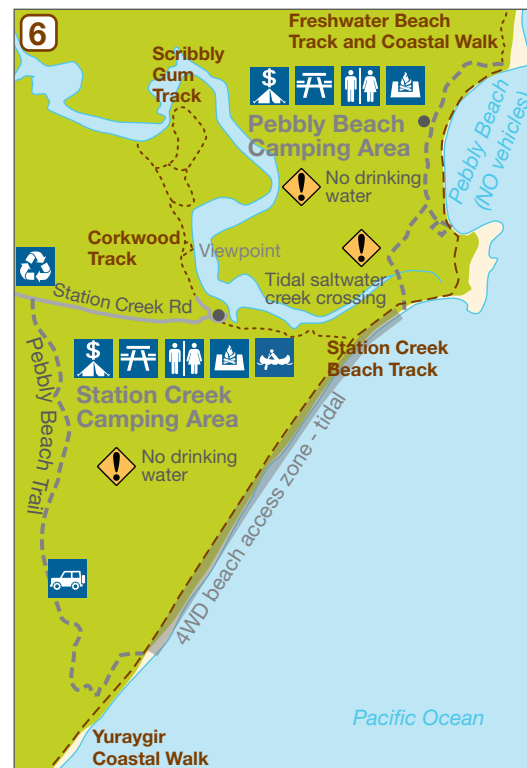 6
Freshwater Beach
Track and Coastal Walk
Scribbly
Gum
Track
$
Pebbly Beach
Camping Area
Pebbly Beach
(NO vehicles)
!
No drinking
water
Corkwood
Track
Viewpoint
!
Tidal saltwater
creek crossing
Station Creek Rd
Station Creek
Beach Track
$
Station Creek
Camping Area
Pebbly Beach Trail
!
No drinking
water
4WD beach access zone - tidal
Pacific Ocean
Yuraygir
Coastal Walk